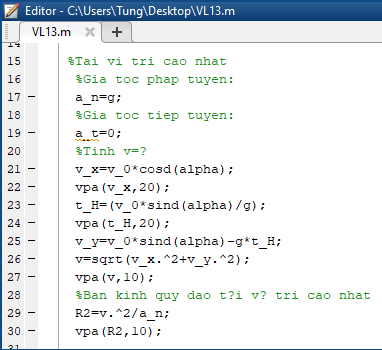 Editor - C:\Users\Tung\Desktop\VL13.m
VL13.m
14
15 %Tai vi tri cao nhat
16 %Gia toc phap tuyen:
17 a_n=g;
18 %Gia toc tiep tuyen:
19 a_t=0;
20 %Tinh v=?
21 v_x=v_0*cosd(alpha);
22 vpa(v_x,20);
23 t_H=(v_0*sind(alpha)/g);
24 vpa(t_H,20);
25 v_y=v_0*sind(alpha)-g*t_H;
26 v=sqrt(v_x.^2+v_y.^2);
27 vpa(v,10);
28 %Ban kinh quy dao t?i v? tri cao nhat
29 R2=v.^2/a_n;
30 vpa(R2,10);